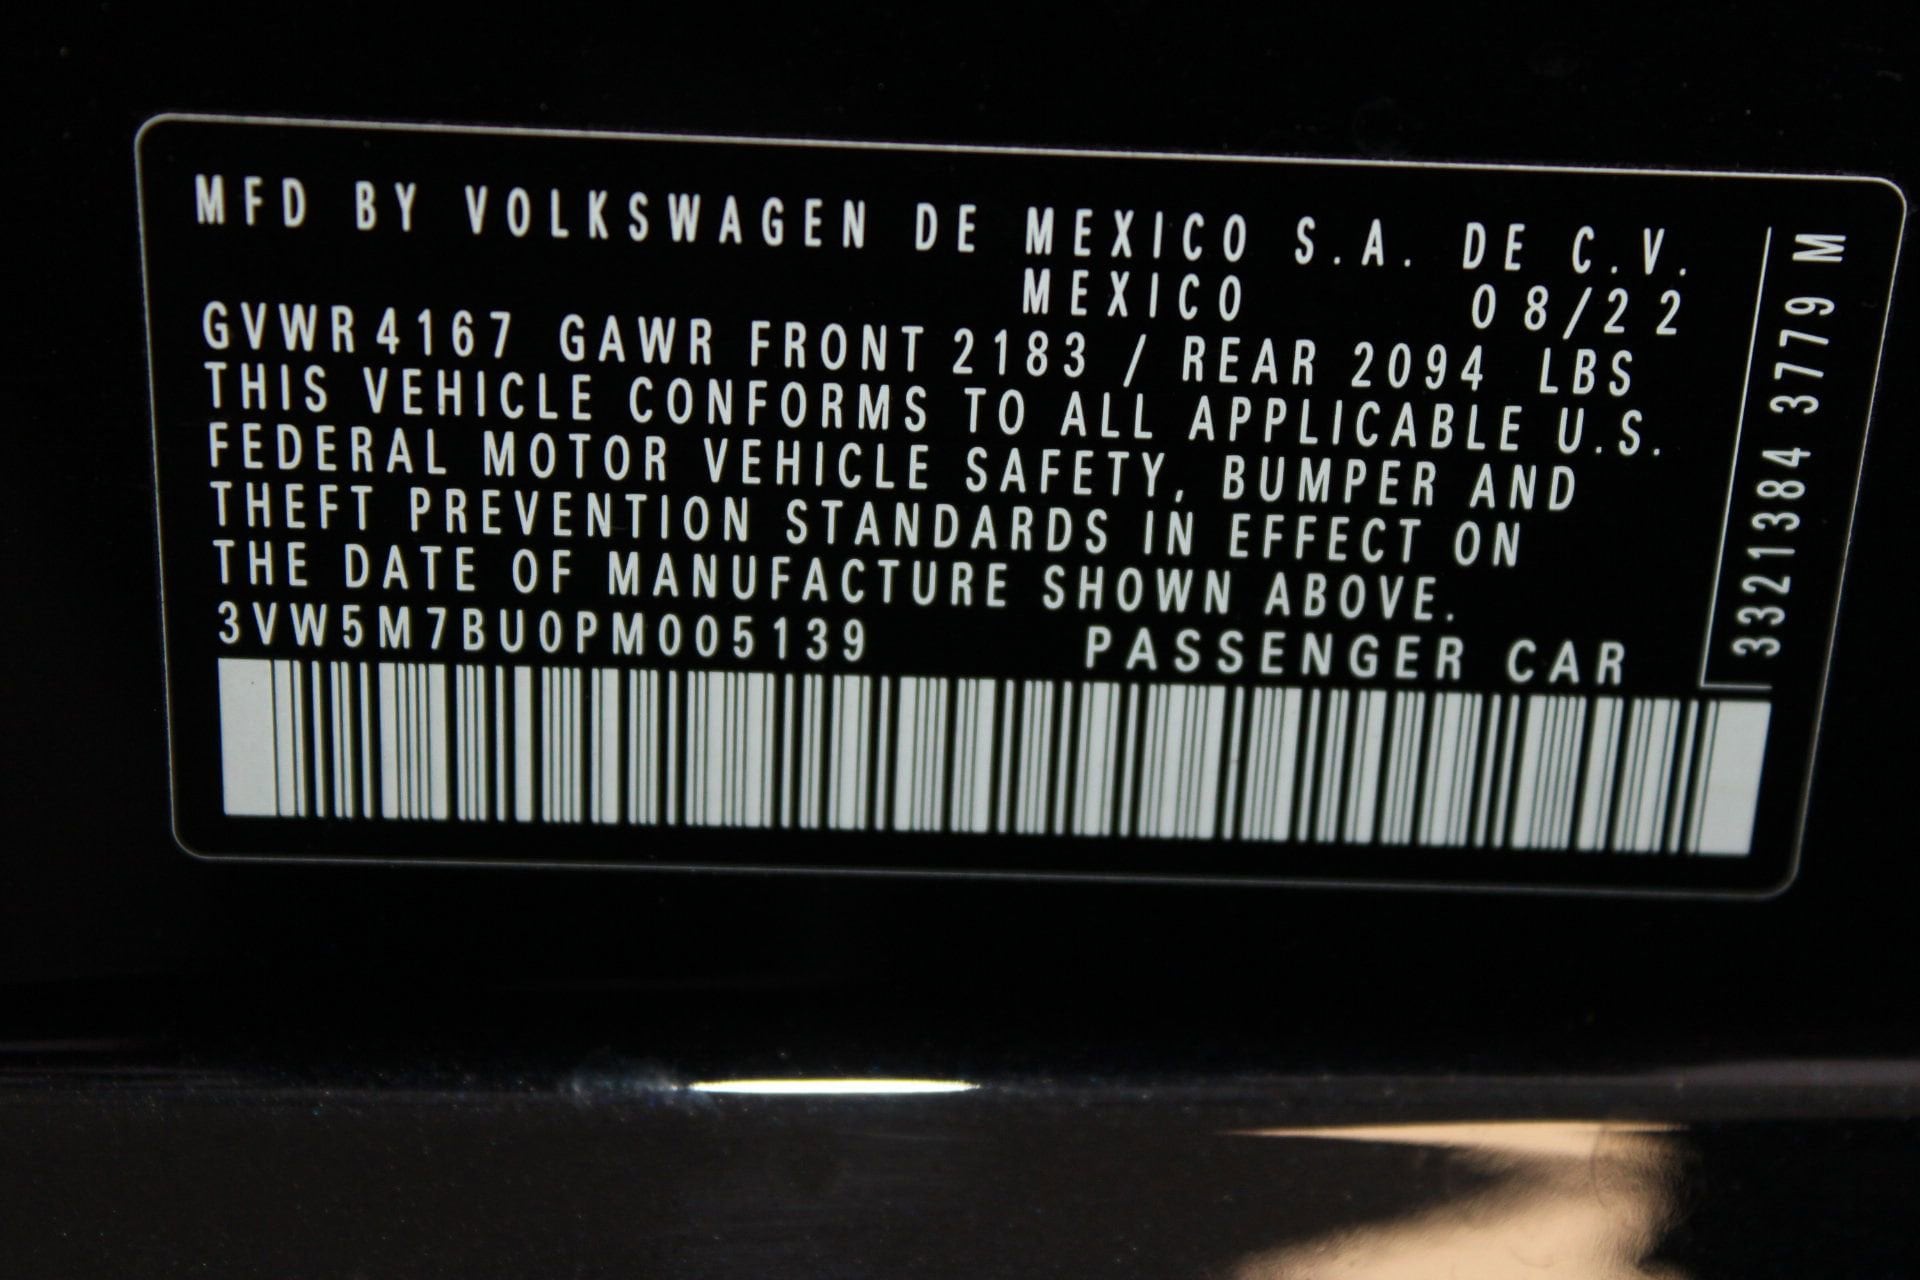 MFD BY VOLKSWAGEN DE MEXICO S.A. DE C.V.
MEXICO 08/22
GVWR 4167 GAWR FRONT 2183 / REAR 2094 LBS
THIS VEHICLE CONFORMS TO ALL APPLICABLE U.S.
FEDERAL MOTOR VEHICLE SAFETY, BUMPER AND
THEFT PREVENTION STANDARDS IN EFFECT ON
THE DATE OF MANUFACTURE SHOWN ABOVE.
3VW5M7BU0PM005139 PASSENGER CAR
3321384 3779 M